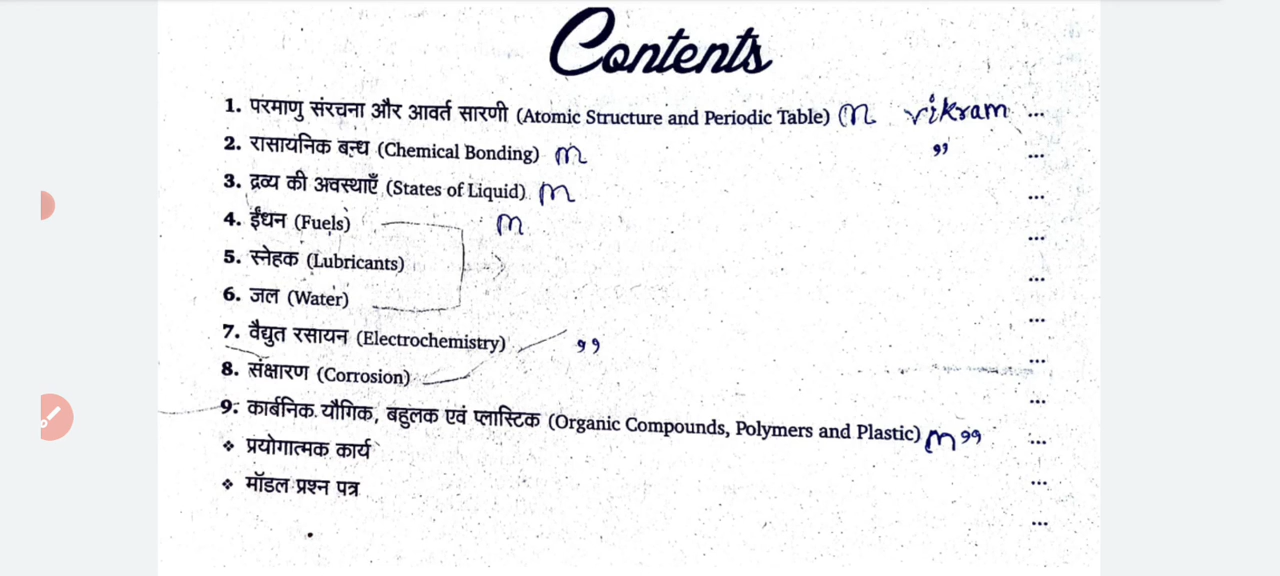 Contents
1. परमाणु संरचना और आवर्त सारणी (Atomic Structure and Periodic Table) m vikram ...
2. रासायनिक बन्ध (Chemical Bonding) m " ...
3. द्रव्य की अवस्थाएँ (States of Liquid) m ...
4. ईंधन (Fuels) m ...
5. स्नेहक (Lubricants) ...
6. जल (Water) ...
7. वैद्युत रसायन (Electrochemistry) " ...
8. संक्षारण (Corrosion) ...
9. कार्बनिक यौगिक, बहुलक एवं प्लास्टिक (Organic Compounds, Polymers and Plastic) m " ...
❖ प्रयोगात्मक कार्य ...
❖ मॉडल प्रश्न पत्र ...